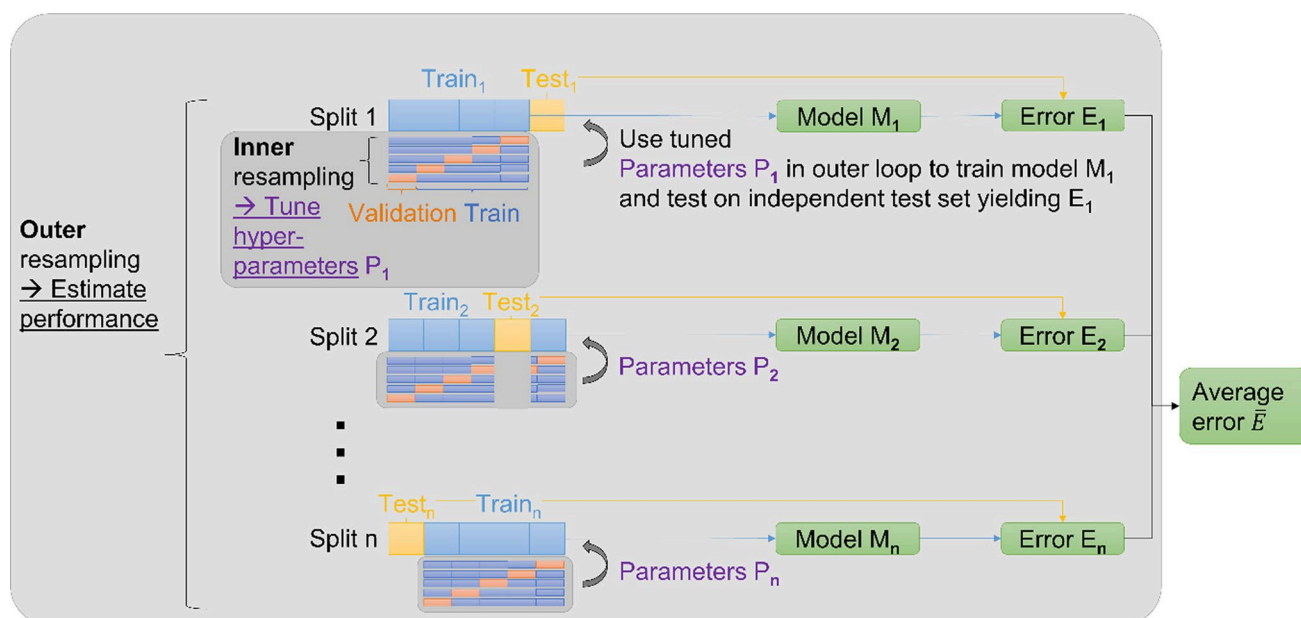 Train₁ Test₁
Split 1
Model M₁
Error E₁
Inner
resampling
→ Tune
hyper-
parameters P₁
Validation Train
Use tuned
Parameters P₁ in outer loop to train model M₁
and test on independent test set yielding E₁
Outer
resampling
→ Estimate
performance
Train₂ Test₂
Split 2
Parameters P₂
Model M₂
Error E₂
Average
error Ē
Testₙ Trainₙ
Split n
Parameters Pₙ
Model Mₙ
Error Eₙ